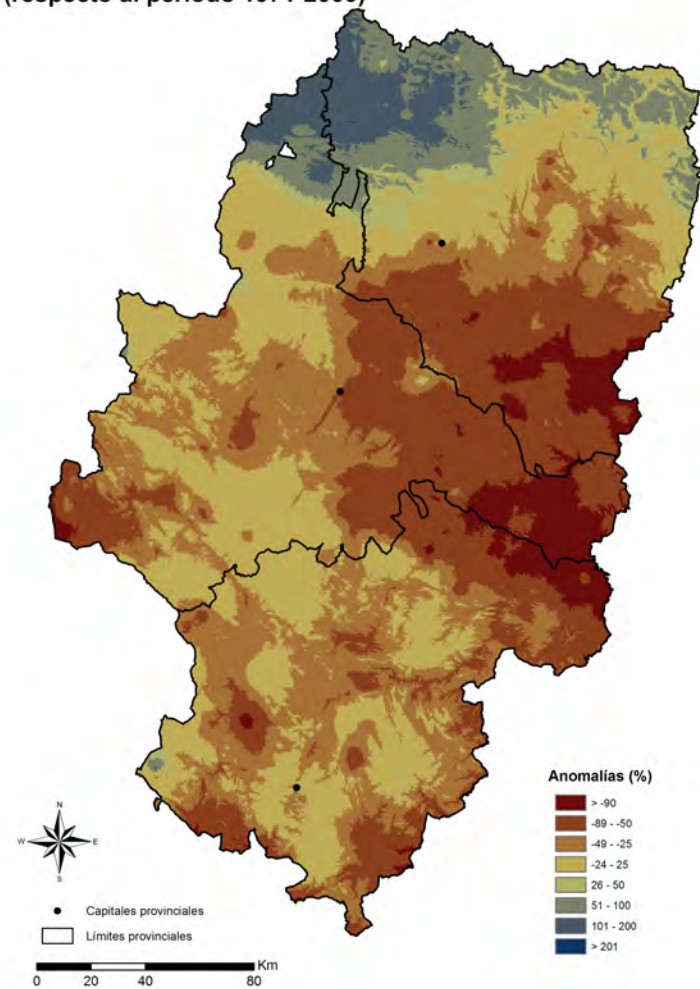 (respecto al periodo 1971-2000)
Anomalías (%)
> -90
-89 - -50
-49 - -25
-24 - 25
26 - 50
51 - 100
101 - 200
> 201
N
W
E
S
Capitales provinciales
Límites provinciales
Km
0 20 40 80